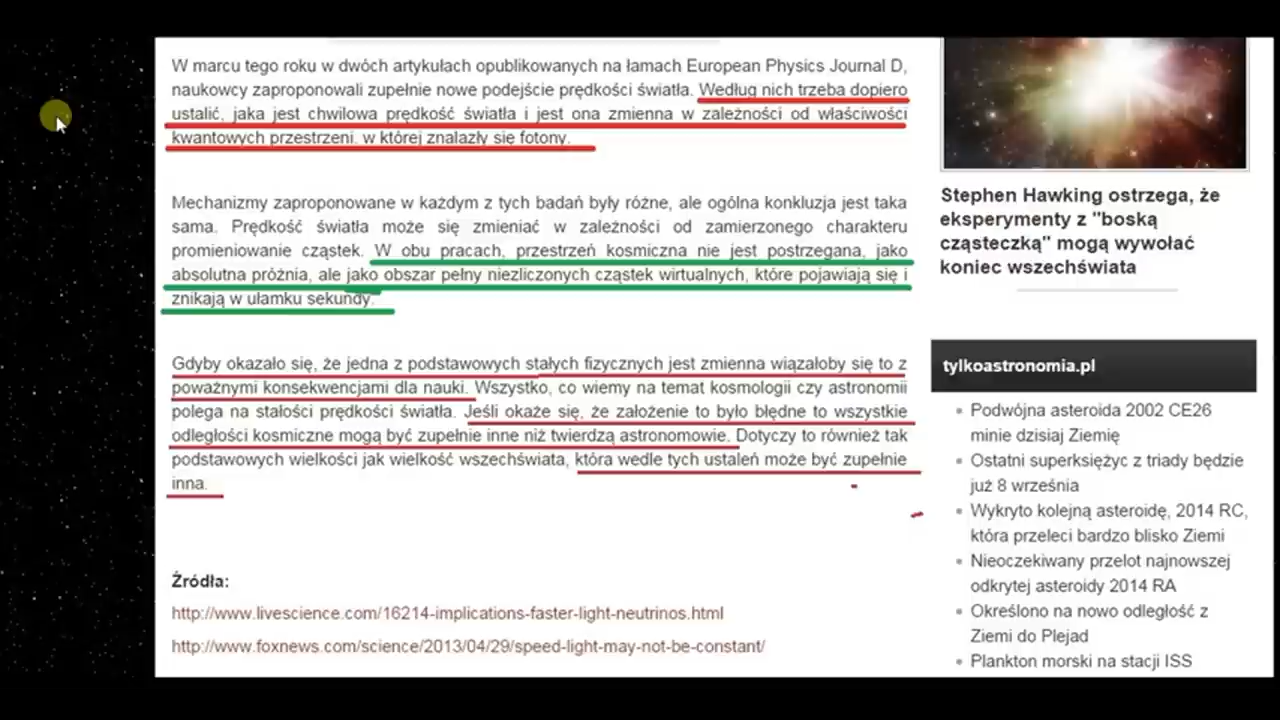 W marcu tego roku w dwóch artykułach opublikowanych na łamach European Physics Journal D,
naukowcy zaproponowali zupełnie nowe podejście prędkości światła. Według nich trzeba dopiero
ustalić, jaka jest chwilowa prędkość światła i jest ona zmienna w zależności od właściwości
kwantowych przestrzeni, w której znalazły się fotony.
Mechanizmy zaproponowane w każdym z tych badań były różne, ale ogólna konkluzja jest taka
sama. Prędkość światła może się zmieniać w zależności od zamierzonego charakteru
promieniowanie cząstek. W obu pracach, przestrzeń kosmiczna nie jest postrzegana, jako
absolutna próżnia, ale jako obszar pełny niezliczonych cząstek wirtualnych, które pojawiają się i
znikają w ułamku sekundy.
Gdyby okazało się, że jedna z podstawowych stałych fizycznych jest zmienna wiązałoby się to z
poważnymi konsekwencjami dla nauki. Wszystko, co wiemy na temat kosmologii czy astronomii
polega na stałości prędkości światła. Jeśli okaże się, że założenie to było błędne to wszystkie
odległości kosmiczne mogą być zupełnie inne niż twierdzą astronomowie. Dotyczy to również tak
podstawowych wielkości jak wielkość wszechświata, która wedle tych ustaleń może być zupełnie
inna.
Źródła:
http://www.livescience.com/16214-implications-faster-light-neutrinos.html
http://www.foxnews.com/science/2013/04/29/speed-light-may-not-be-constant/
Stephen Hawking ostrzega, że
eksperymenty z "boską
cząsteczką" mogą wywołać
koniec wszechświata
tylkoastronomia.pl
Podwójna asteroida 2002 CE26
minie dzisiaj Ziemię
Ostatni superksiężyc z triady będzie
już 8 września
Wykryto kolejną asteroidę, 2014 RC,
która przeleci bardzo blisko Ziemi
Nieoczekiwany przelot najnowszej
odkrytej asteroidy 2014 RA
Określono na nowo odległość z
Ziemi do Plejad
Plankton morski na stacji ISS